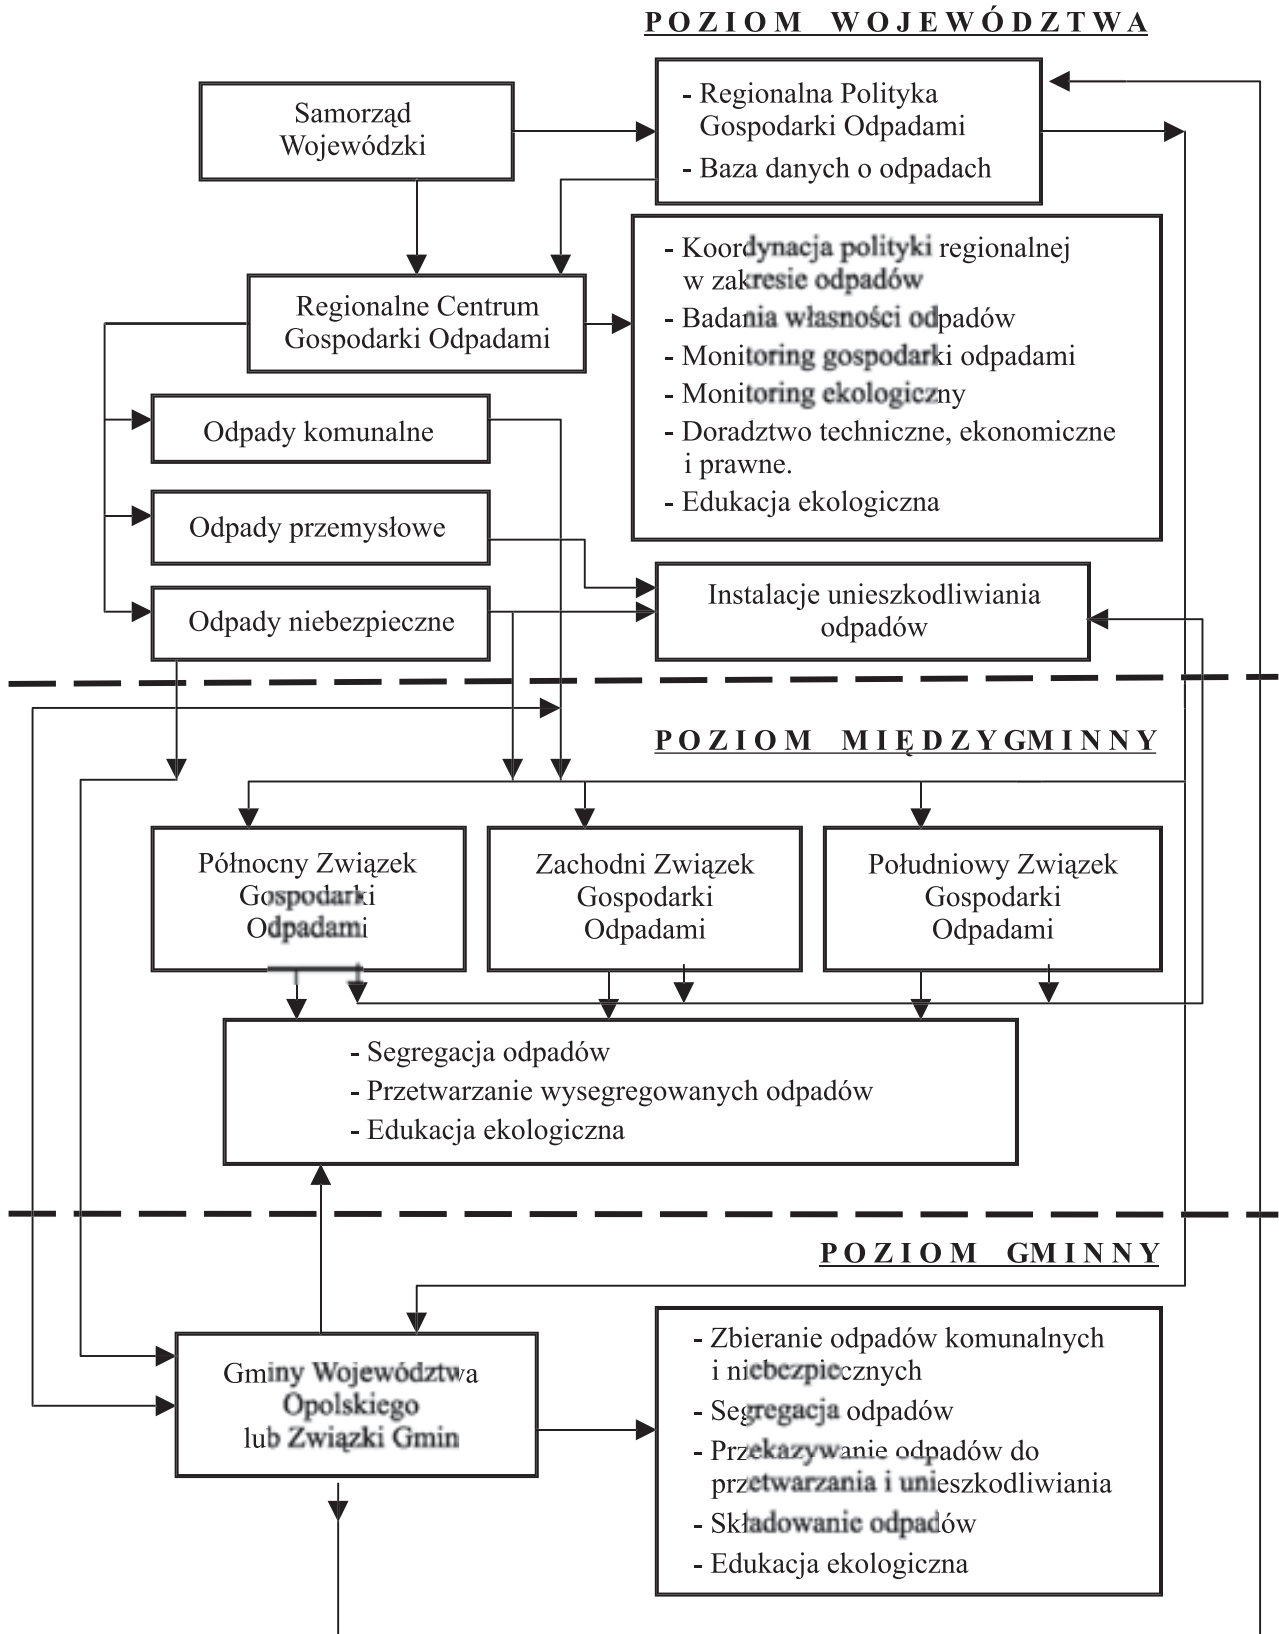 POZIOM WOJEWÓDZTWA
Samorząd
Wojewódzki
- Regionalna Polityka
Gospodarki Odpadami
- Baza danych o odpadach
Regionalne Centrum
Gospodarki Odpadami
- Koordynacja polityki regionalnej
w zakresie odpadów
- Badania własności odpadów
- Monitoring gospodarki odpadami
- Monitoring ekologiczny
- Doradztwo techniczne, ekonomiczne
i prawne.
- Edukacja ekologiczna
Odpady komunalne
Odpady przemysłowe
Odpady niebezpieczne
Instalacje unieszkodliwiania
odpadów
POZIOM MIĘDZYGMINNY
Północny Związek
Gospodarki
Odpadami
Zachodni Związek
Gospodarki
Odpadami
Południowy Związek
Gospodarki
Odpadami
- Segregacja odpadów
- Przetwarzanie wysegregowanych odpadów
- Edukacja ekologiczna
POZIOM GMINNY
Gminy Województwa
Opolskiego
lub Związki Gmin
- Zbieranie odpadów komunalnych
i niebezpiecznych
- Segregacja odpadów
- Przekazywanie odpadów do
przetwarzania i unieszkodliwiania
- Składowanie odpadów
- Edukacja ekologiczna